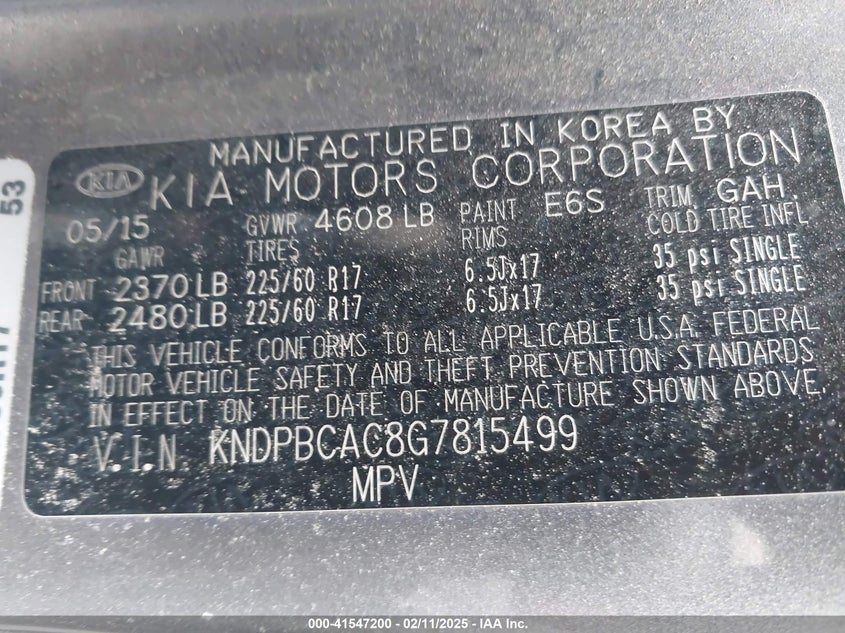 MANUFACTURED IN KOREA BY
KIA KIA MOTORS CORPORATION
05/15 GVWR 4608 LB PAINT E6S TRIM GAH
GAWR TIRES RIMS COLD TIRE INFL
FRONT 2370 LB 225/60 R17 6.5Jx17 35 psi SINGLE
REAR 2480 LB 225/60 R17 6.5Jx17 35 psi SINGLE
THIS VEHICLE CONFORMS TO ALL APPLICABLE U.S.A. FEDERAL
MOTOR VEHICLE SAFETY AND THEFT PREVENTION STANDARDS
IN EFFECT ON THE DATE OF MANUFACTURE SHOWN ABOVE.
V.I.N KNDPBCAC8G7815499
MPV
53
000-41547200 - 02/11/2025 - IAA Inc.